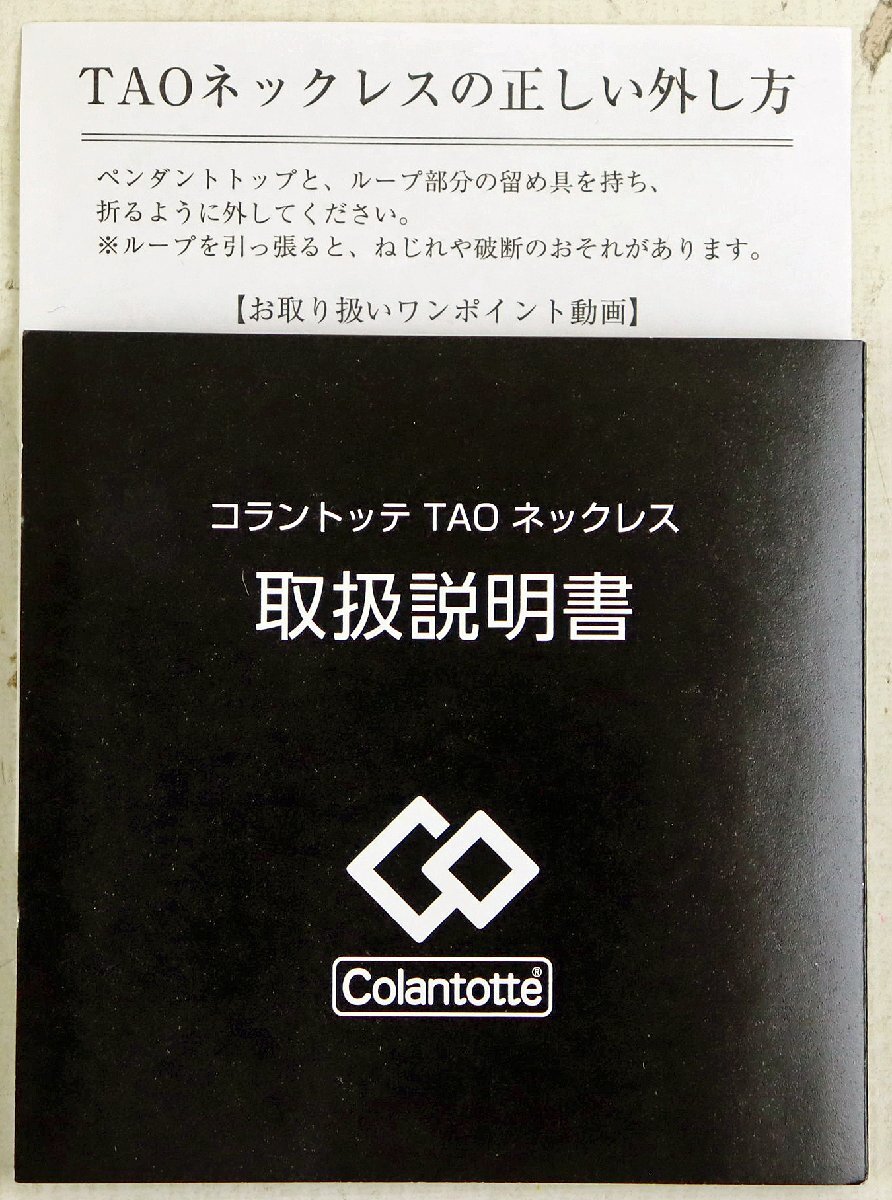 TAOネックレスの正しい外し方
ペンダントトップと、ループ部分の留め具を持ち、
折るように外してください。
※ループを引っ張ると、ねじれや破断のおそれがあります。
【お取り扱いワンポイント動画】
コラントッテ TAO ネックレス
取扱説明書
Colantotte®